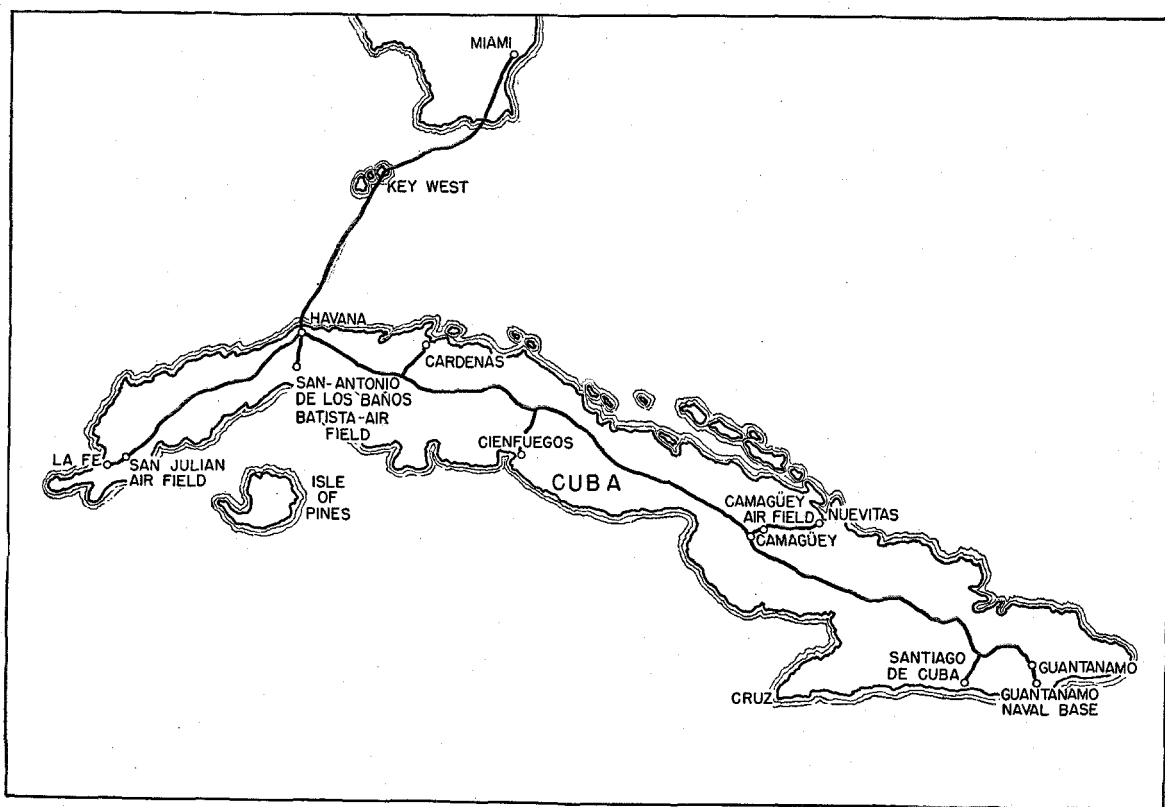 MIAMI
KEY WEST
HAVANA
CARDENAS
SAN-ANTONIO
DE LOS BAÑOS
BATISTA-AIR
FIELD
CIENFUEGOS
LA FE
SAN JULIAN
AIR FIELD
ISLE
OF
PINES
CUBA
CAMAGÜEY
AIR FIELD
NUEVITAS
CAMAGÜEY
SANTIAGO
DE CUBA
GUANTANAMO
CRUZ
GUANTANAMO
NAVAL BASE